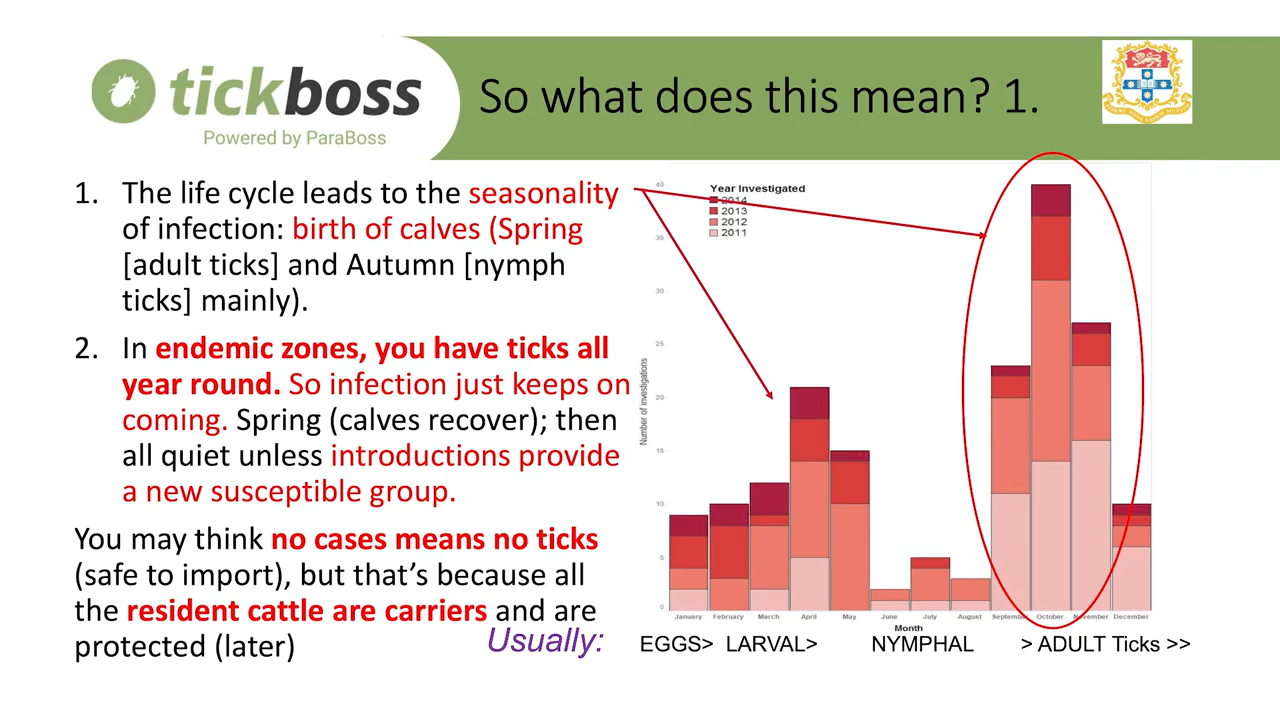 tickboss
Powered by ParaBoss
So what does this mean? 1.
1. The life cycle leads to the seasonality
of infection: birth of calves (Spring
[adult ticks] and Autumn [nymph
ticks] mainly).
2. In endemic zones, you have ticks all
year round. So infection just keeps on
coming. Spring (calves recover); then
all quiet unless introductions provide
a new susceptible group.
You may think no cases means no ticks
(safe to import), but that’s because all
the resident cattle are carriers and are
protected (later)
Usually:
Year Investigated
2014
2013
2012
2011
Number of investigations
40
35
30
25
20
15
10
5
0
January February March April May June July August September October November December
Month
EGGS> LARVAL> NYMPHAL > ADULT Ticks >>